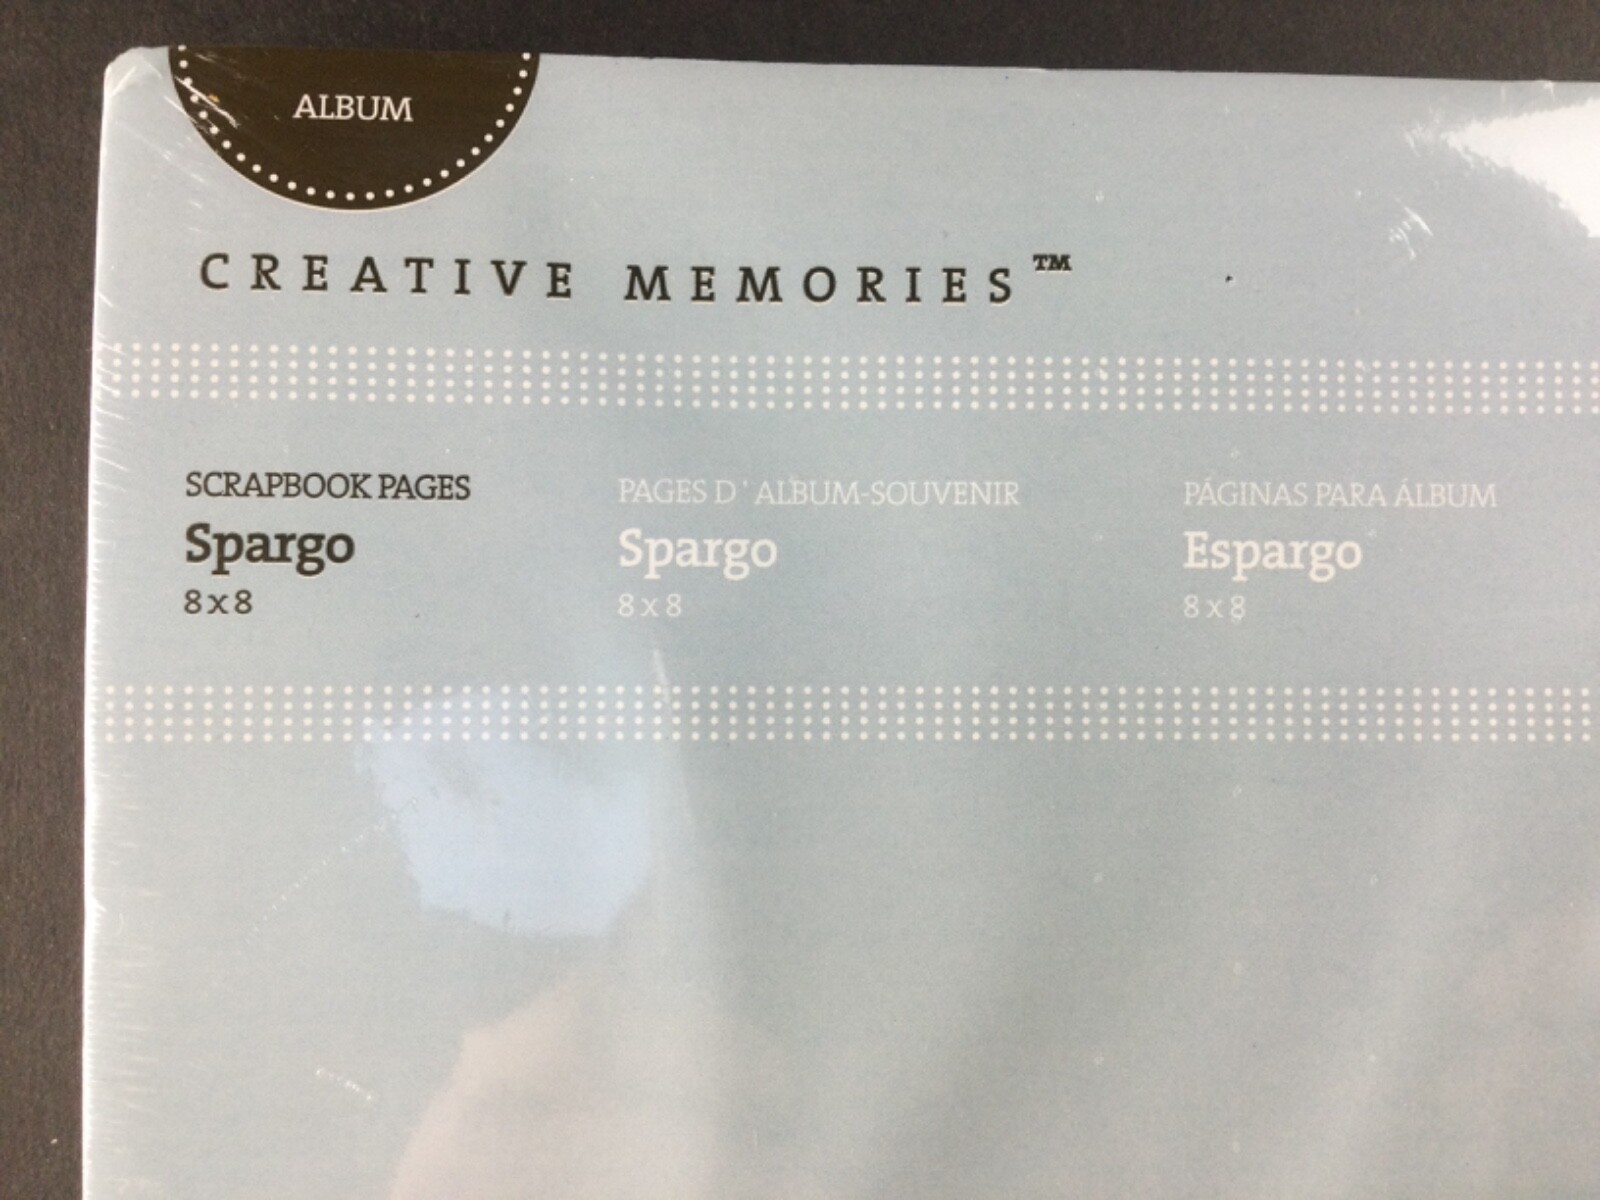 ALBUM
CREATIVE MEMORIES™
SCRAPBOOK PAGES
Spargo
8x8
PAGES D'ALBUM-SOUVENIR
Spargo
8x8
PÁGINAS PARA ÁLBUM
Espargo
8x8